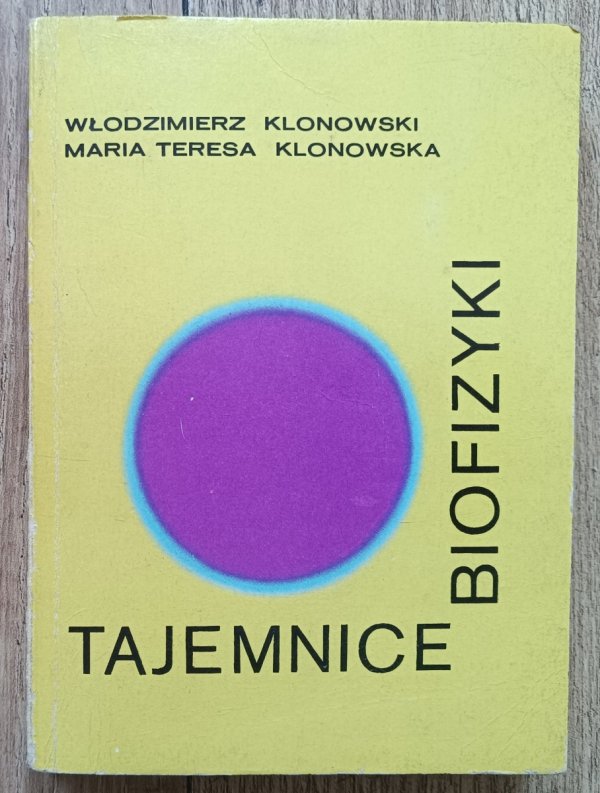 WŁODZIMIERZ KLONOWSKI
MARIA TERESA KLONOWSKA
TAJEMNICE
BIOFIZYKI